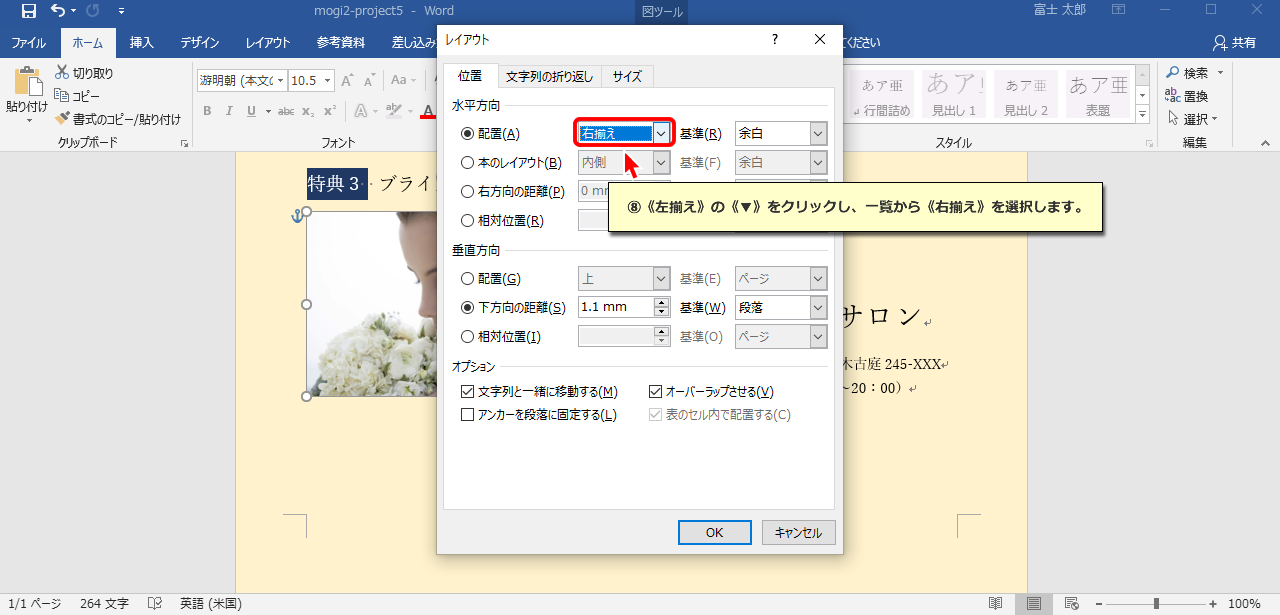 mogi2-project5 - Word
図ツール
富士 太郎
ファイル
ホーム
挿入
デザイン
レイアウト
参考資料
差し込み
ください
共有
貼り付け
切り取り
コピー
書式のコピー/貼り付け
クリップボード
游明朝 (本文の
10.5
A A Aa
B I U abc x₂ x²
A ab A
フォント
あア亜
行間詰め
あア!
見出し 1
あア亜
見出し 2
あア亜
表題
スタイル
検索
置換
選択
編集
特典 3
ブライ
サロン
木古庭 245-XXX
~20：00）
レイアウト
?
位置
文字列の折り返し
サイズ
水平方向
配置(A)
右揃え
基準(R)
余白
本のレイアウト(B)
内側
基準(F)
余白
右方向の距離(P)
0 mm
相対位置(R)
⑧《左揃え》の《▼》をクリックし、一覧から《右揃え》を選択します。
垂直方向
配置(G)
上
基準(E)
ページ
下方向の距離(S)
1.1 mm
基準(W)
段落
相対位置(I)
基準(O)
ページ
オプション
文字列と一緒に移動する(M)
オーバーラップさせる(V)
アンカーを段落に固定する(L)
表のセル内で配置する(C)
OK
キャンセル
1/1 ページ
264 文字
英語 (米国)
100%